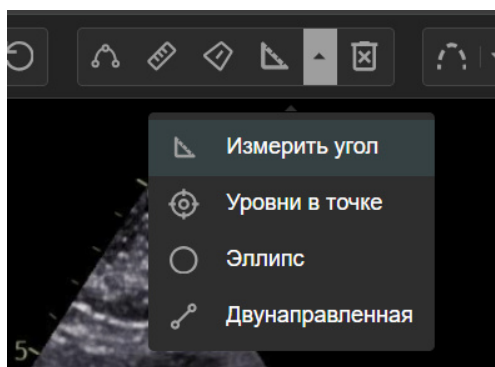 Измерить угол
Уровни в точке
Эллипс
Двунаправленная
5